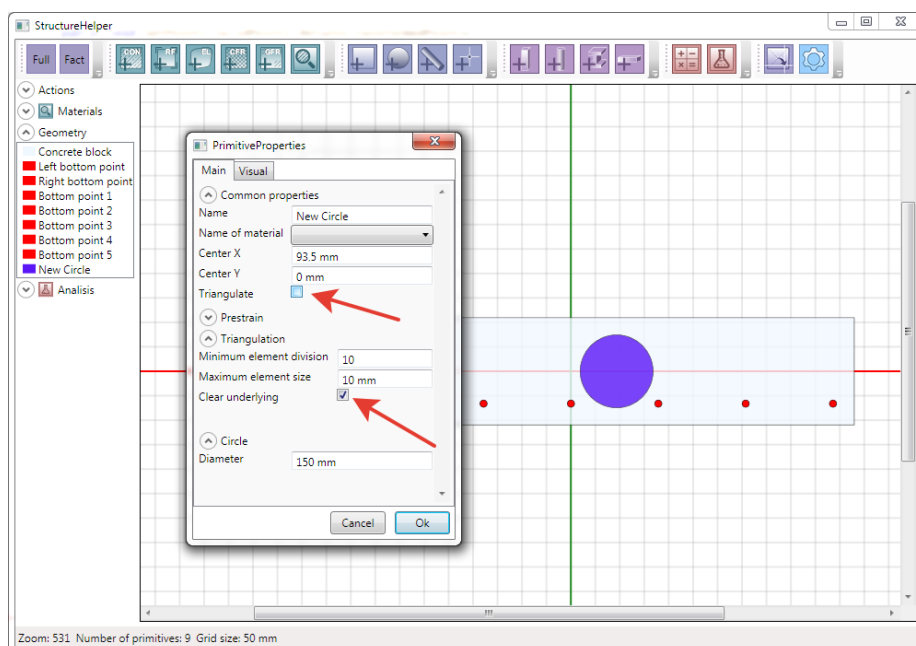 StructureHelper
Full Fact CON RF EL CFR GFR
Actions
Materials
Geometry
Concrete block
Left bottom point
Right bottom point
Bottom point 1
Bottom point 2
Bottom point 3
Bottom point 4
Bottom point 5
New Circle
Analisis
PrimitiveProperties
Main Visual
Common properties
Name New Circle
Name of material
Center X 93.5 mm
Center Y 0 mm
Triangulate
Prestrain
Triangulation
Minimum element division 10
Maximum element size 10 mm
Clear underlying
Circle
Diameter 150 mm
Cancel Ok
Zoom: 531 Number of primitives: 9 Grid size: 50 mm